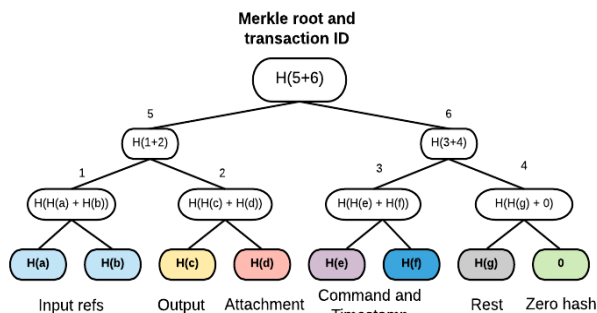 Merkle root and
transaction ID
H(5+6)
5
6
H(1+2)
H(3+4)
1
2
3
4
H(H(a) + H(b))
H(H(c) + H(d))
H(H(e) + H(f))
H(H(g) + 0)
H(a)
H(b)
H(c)
H(d)
H(e)
H(f)
H(g)
0
Input refs
Output
Attachment
Command and
Timestamp
Rest
Zero hash